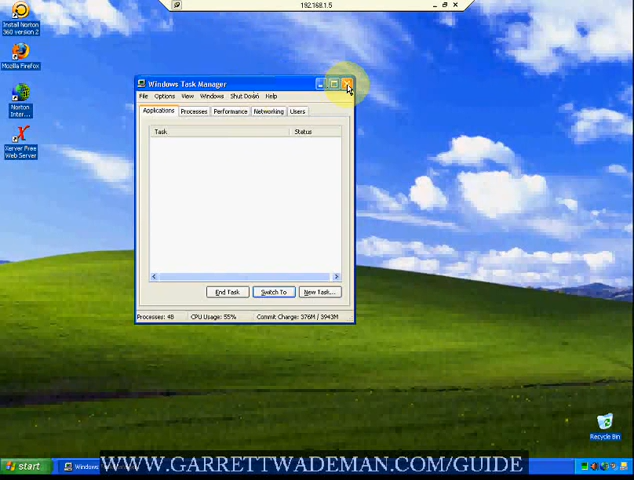 192.168.1.5
Install Norton
360 version 2
Mozilla Firefox
Norton
Inter...
Xerver Free
Web Server
Windows Task Manager
File Options View Windows Shut Down Help
Applications Processes Performance Networking Users
Task Status
End Task Switch To New Task...
Processes: 48 CPU Usage: 55% Commit Charge: 376M / 3943M
Recycle Bin
start
Windows
WWW.GARRETTWADEMAN.COM/GUIDE